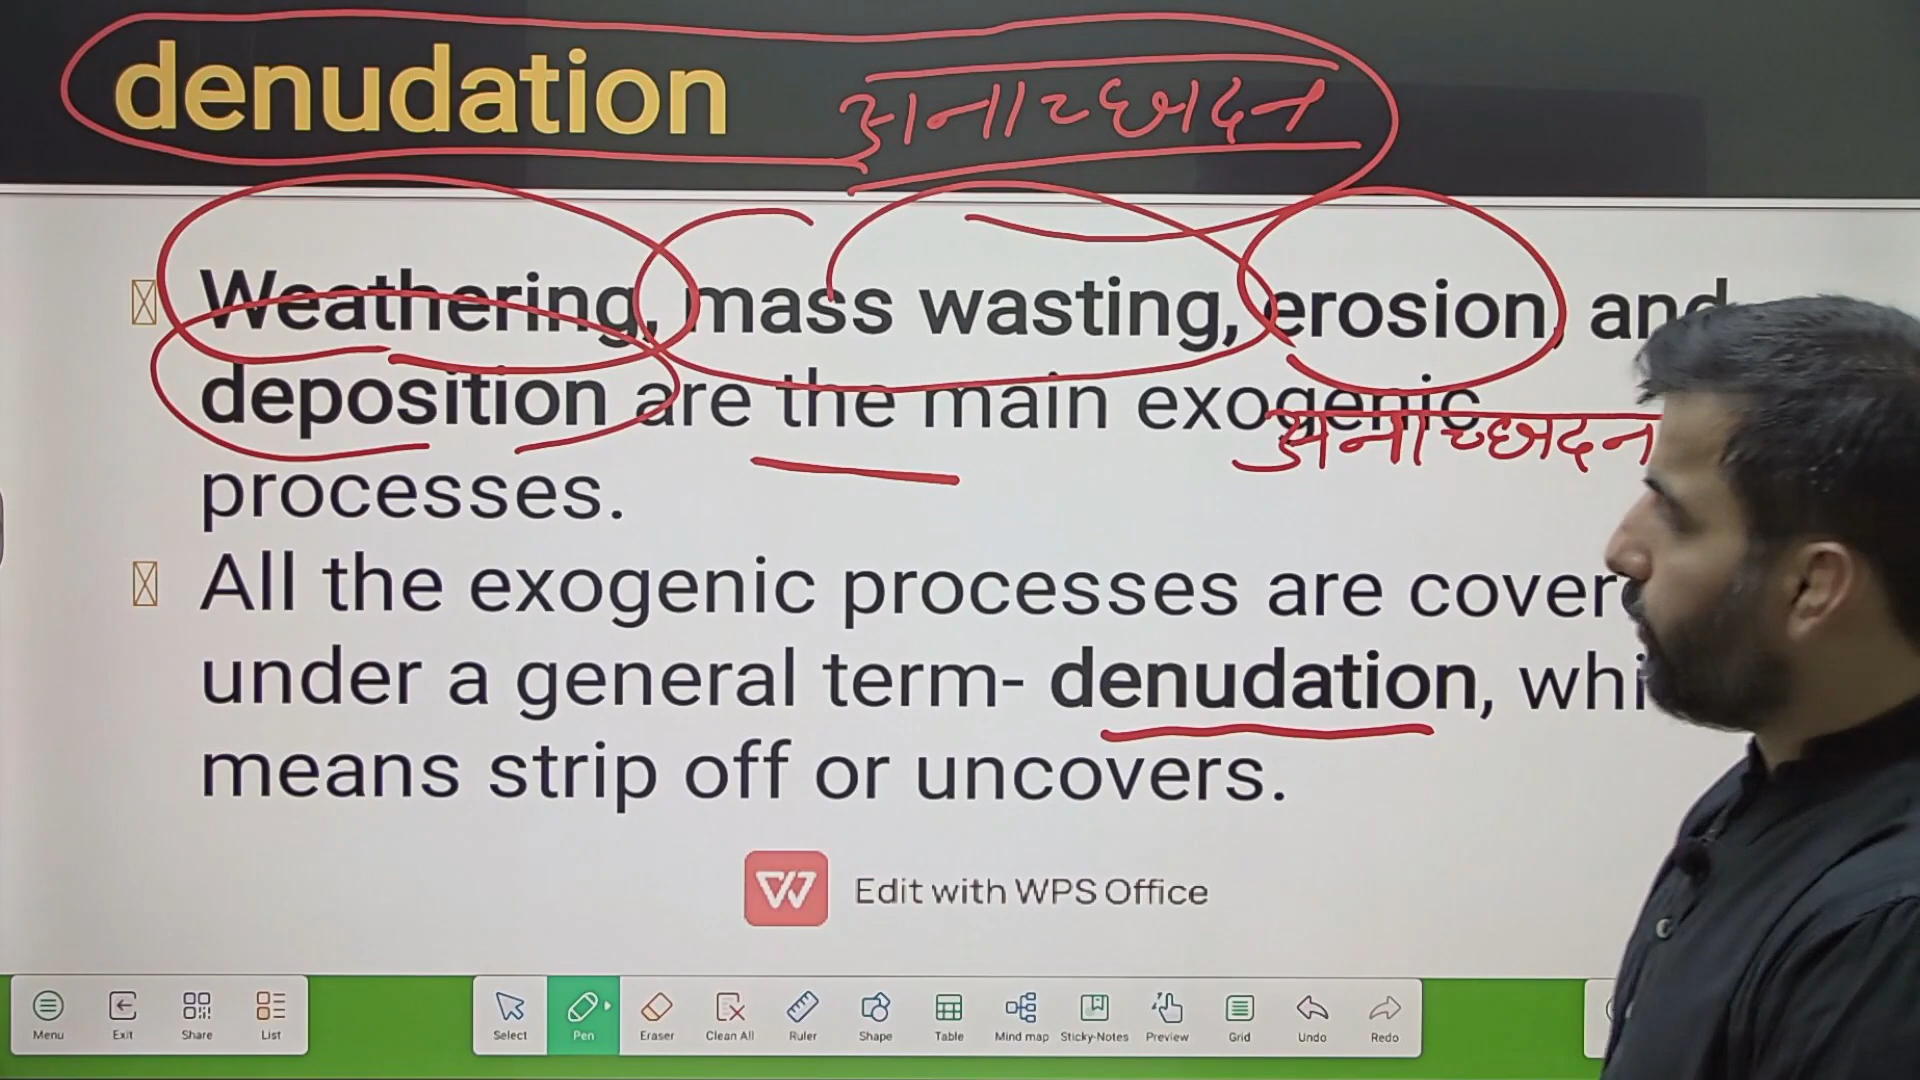 denudation अनाच्छादन
Weathering, mass wasting, erosion, and
deposition are the main exogenic
अनाच्छादन
processes.
All the exogenic processes are cover
under a general term- denudation, whi
means strip off or uncovers.
Edit with WPS Office
Menu Exit Share List Select Pen Eraser Clean All Ruler Shape Table Mind map Sticky-Notes Preview Grid Undo Redo